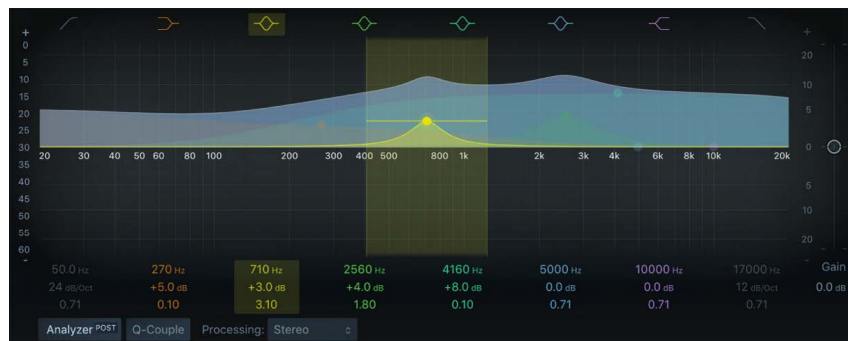 + +
0
5 20
10 10
15 5
20
25
30 20 30 40 50 60 80 100 200 300 400 500 800 1k 2k 3k 4k 6k 8k 10k 20k 0
35
40 5
45
50 10
55
60 20
- -
50.0 Hz 270 Hz 710 Hz 2560 Hz 4160 Hz 5000 Hz 10000 Hz 17000 Hz Gain
24 dB/Oct +5.0 dB +3.0 dB +4.0 dB +8.0 dB 0.0 dB 0.0 dB 12 dB/Oct 0.0 dB
0.71 0.10 3.10 1.80 0.10 0.71 0.71 0.71
Analyzer POST Q-Couple Processing: Stereo